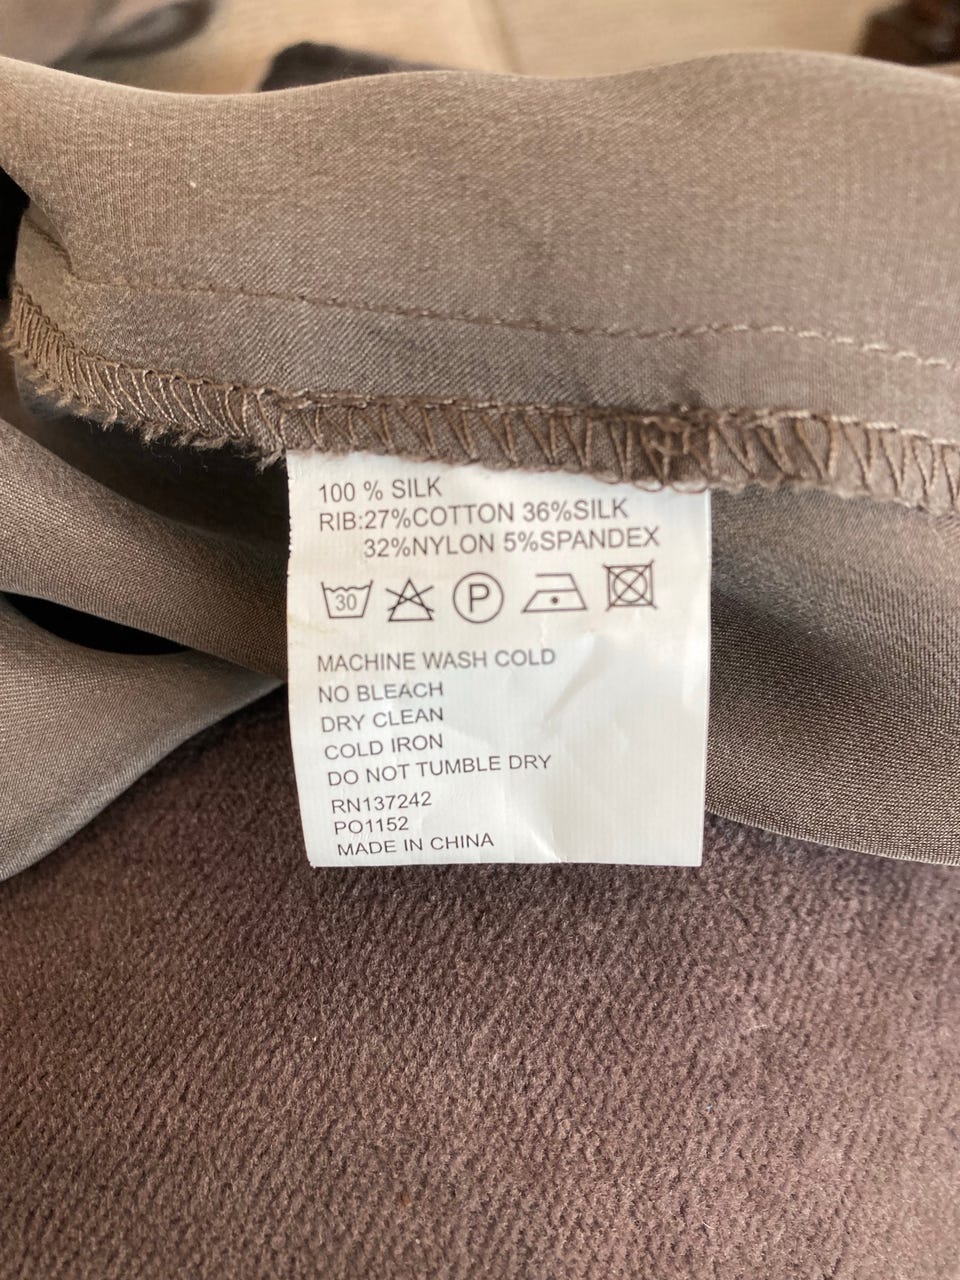 100 % SILK
RIB:27%COTTON 36%SILK
32%NYLON 5%SPANDEX
30 P
MACHINE WASH COLD
NO BLEACH
DRY CLEAN
COLD IRON
DO NOT TUMBLE DRY
RN137242
PO1152
MADE IN CHINA